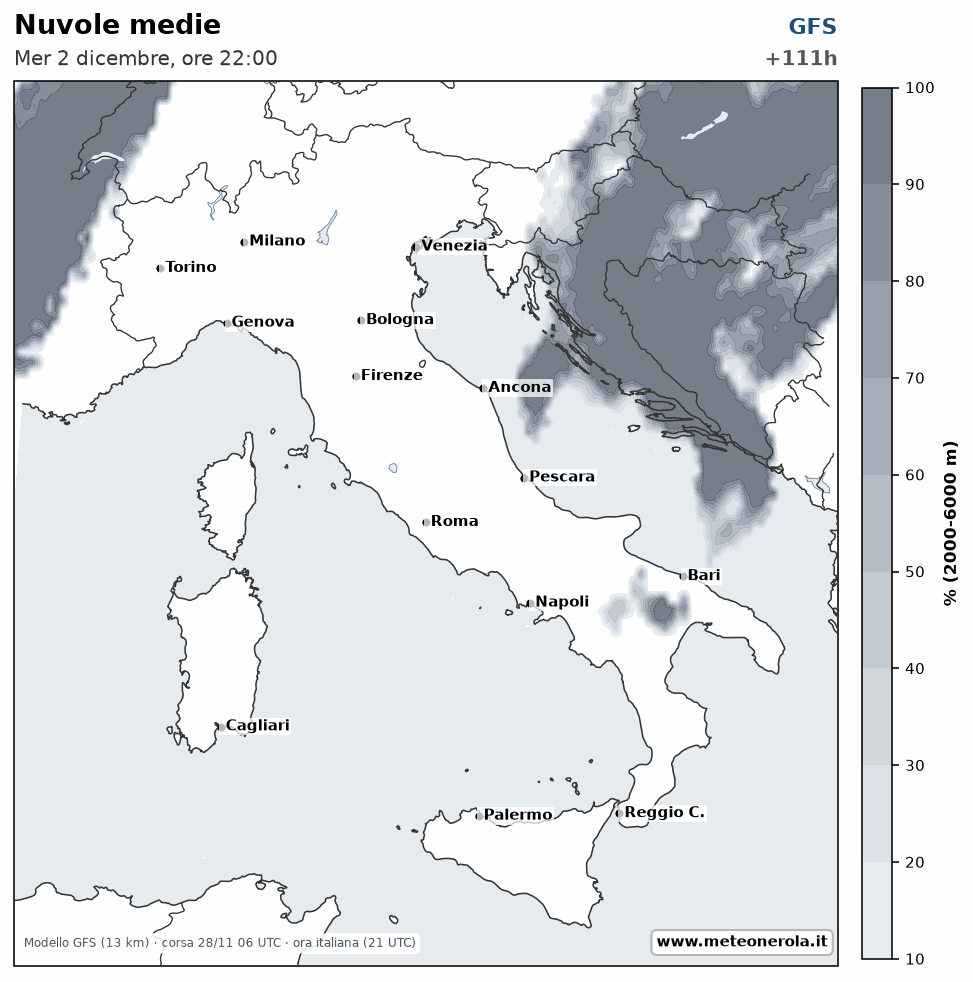 Nuvole medie
GFS
Mer 2 dicembre, ore 22:00
+111h
100
90
80
70
60
50
40
30
20
10
% (2000-6000 m)
Milano
Venezia
Torino
Genova
Bologna
Firenze
Ancona
Pescara
Roma
Bari
Napoli
Cagliari
Palermo
Reggio C.
Modello GFS (13 km) · corsa 28/11 06 UTC · ora italiana (21 UTC)
www.meteonerola.it